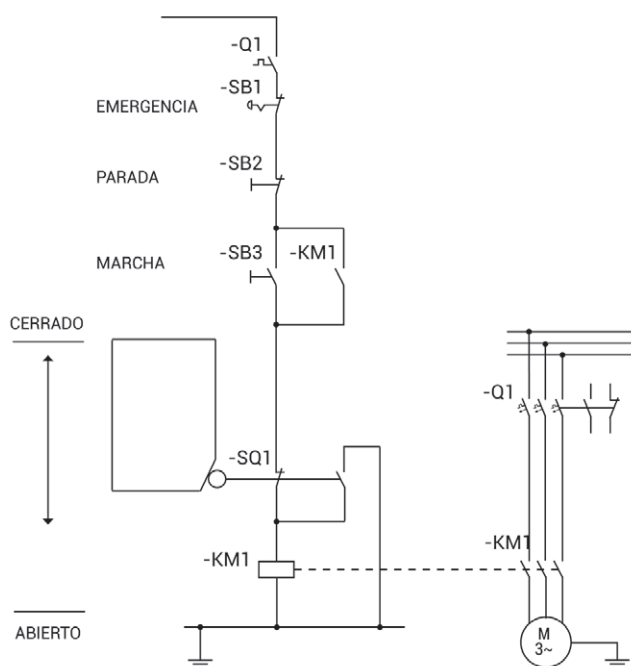 -Q1
-SB1
EMERGENCIA
-SB2
PARADA
-SB3
-KM1
MARCHA
CERRADO
-Q1
-SQ1
-KM1
-KM1
ABIERTO
M
3~